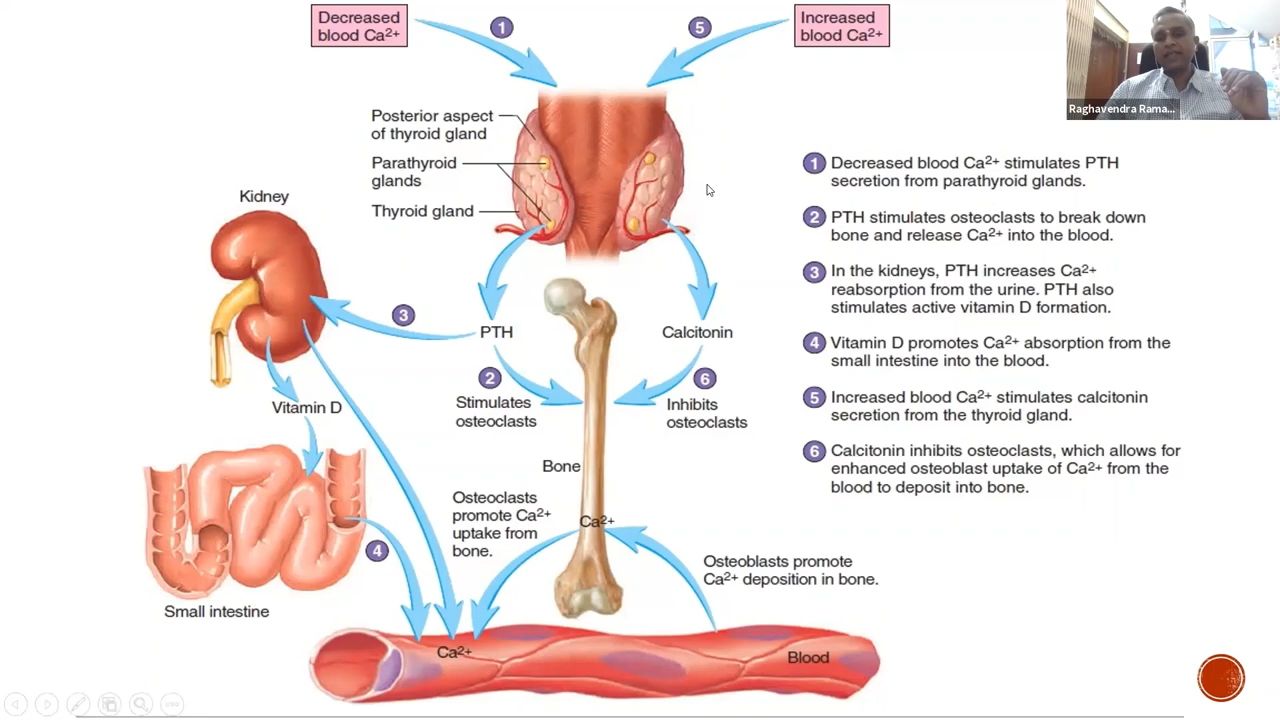 Decreased
blood Ca2+
1
5
Increased
blood Ca2+
Raghavendra Rama...
Posterior aspect
of thyroid gland
Parathyroid
glands
Thyroid gland
Kidney
3
PTH
Calcitonin
2
Stimulates
osteoclasts
6
Inhibits
osteoclasts
Vitamin D
Bone
Osteoclasts
promote Ca2+
uptake from
bone.
Ca2+
4
Osteoblasts promote
Ca2+ deposition in bone.
Small intestine
Ca2+
Blood
1 Decreased blood Ca2+ stimulates PTH
secretion from parathyroid glands.
2 PTH stimulates osteoclasts to break down
bone and release Ca2+ into the blood.
3 In the kidneys, PTH increases Ca2+
reabsorption from the urine. PTH also
stimulates active vitamin D formation.
4 Vitamin D promotes Ca2+ absorption from the
small intestine into the blood.
5 Increased blood Ca2+ stimulates calcitonin
secretion from the thyroid gland.
6 Calcitonin inhibits osteoclasts, which allows for
enhanced osteoblast uptake of Ca2+ from the
blood to deposit into bone.